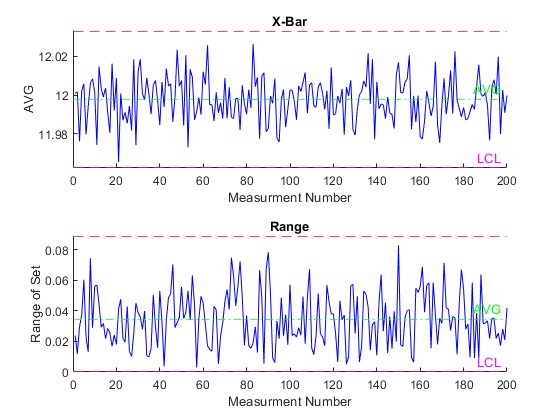 X-Bar
AVG
12.02
12
11.98
AVG
LCL
0 20 40 60 80 100 120 140 160 180 200
Measurment Number
Range
Range of Set
0.08
0.06
0.04
0.02
0
AVG
LCL
0 20 40 60 80 100 120 140 160 180 200
Measurment Number